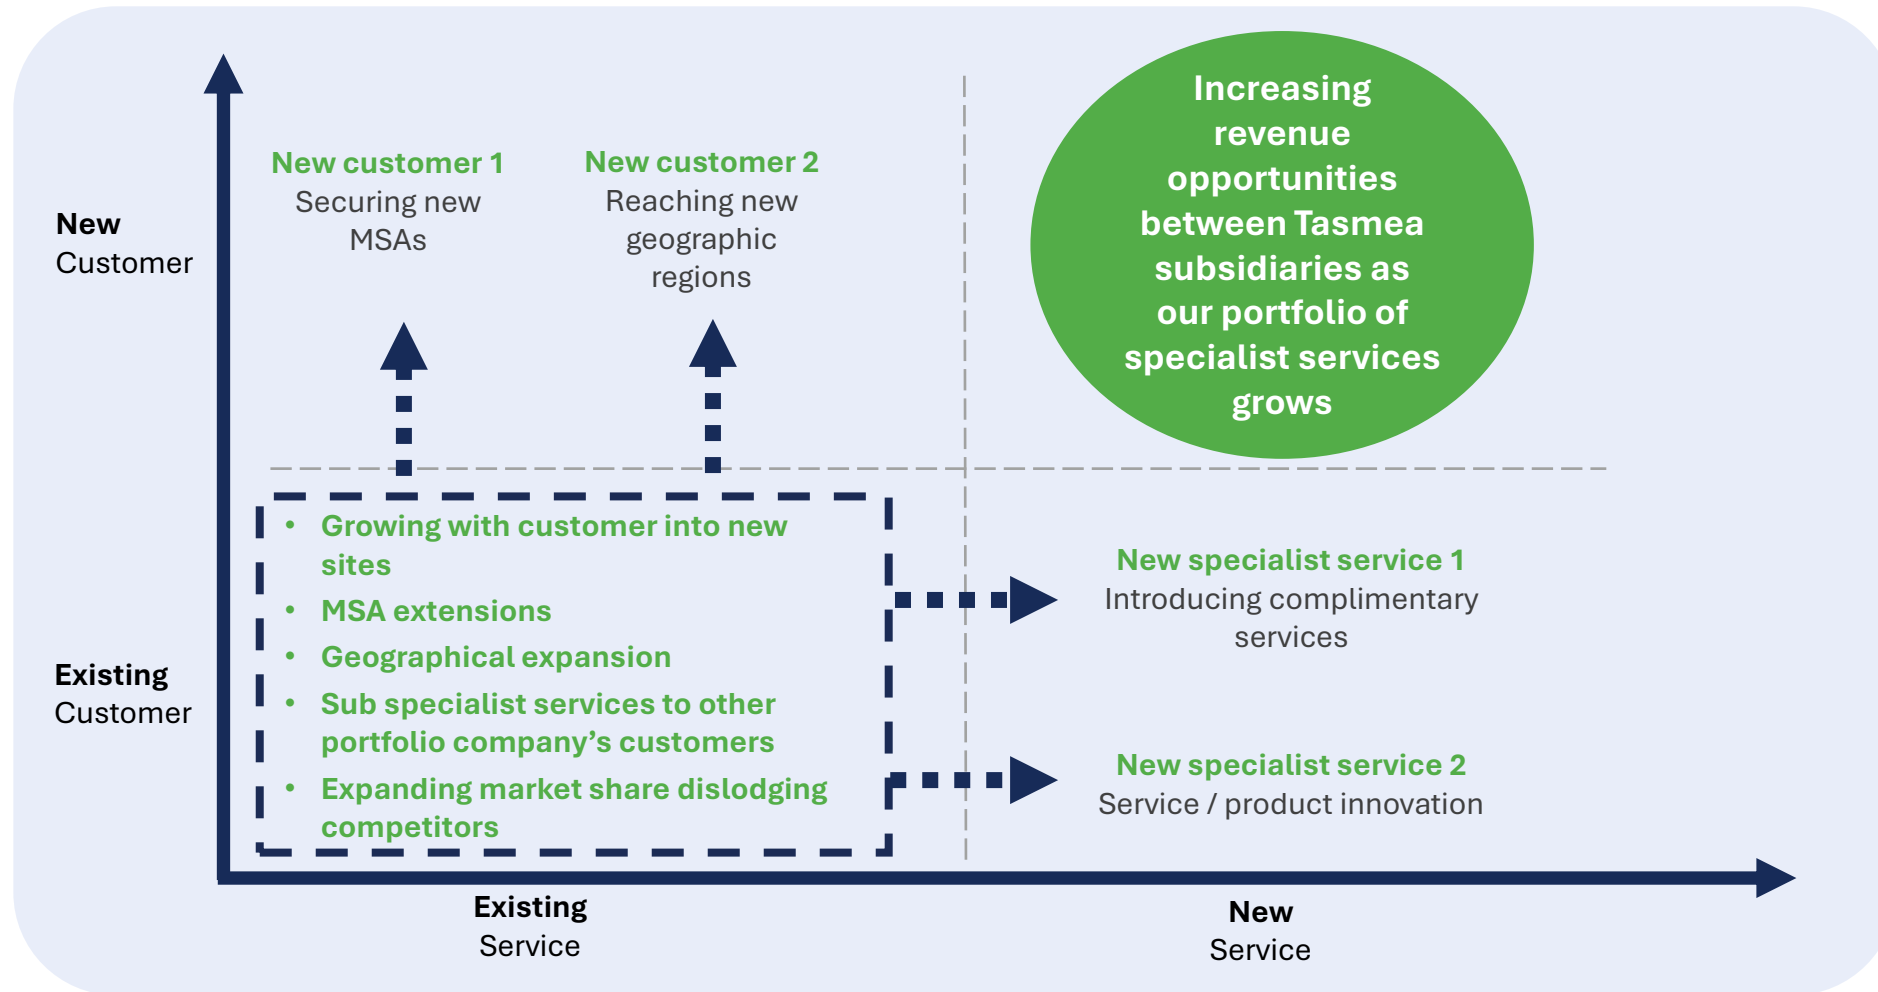 New
Customer
New customer 1
Securing new
MSAs
New customer 2
Reaching new
geographic
regions
Increasing
revenue
opportunities
between Tasmea
subsidiaries as
our portfolio of
specialist services
grows
Existing
Customer
• Growing with customer into new
sites
• MSA extensions
• Geographical expansion
• Sub specialist services to other
portfolio company’s customers
• Expanding market share dislodging
competitors
New specialist service 1
Introducing complimentary
services
New specialist service 2
Service / product innovation
Existing
Service
New
Service